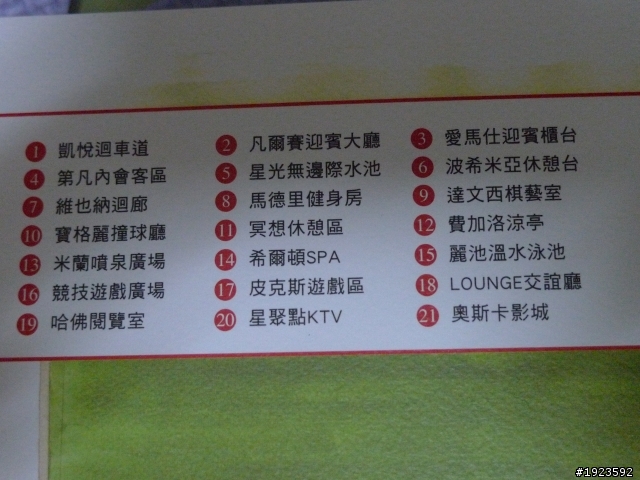 1 凱悅迴車道 2 凡爾賽迎賓大廳 3 愛馬仕迎賓櫃台
4 第凡內會客區 5 星光無邊際水池 6 波希米亞休憩台
7 維也納迴廊 8 馬德里健身房 9 達文西棋藝室
10 寶格麗撞球廳 11 冥想休憩區 12 費加洛涼亭
13 米蘭噴泉廣場 14 希爾頓SPA 15 麗池溫水泳池
16 競技遊戲廣場 17 皮克斯遊戲區 18 LOUNGE交誼廳
19 哈佛閱覽室 20 星聚點KTV 21 奧斯卡影城
#1923592